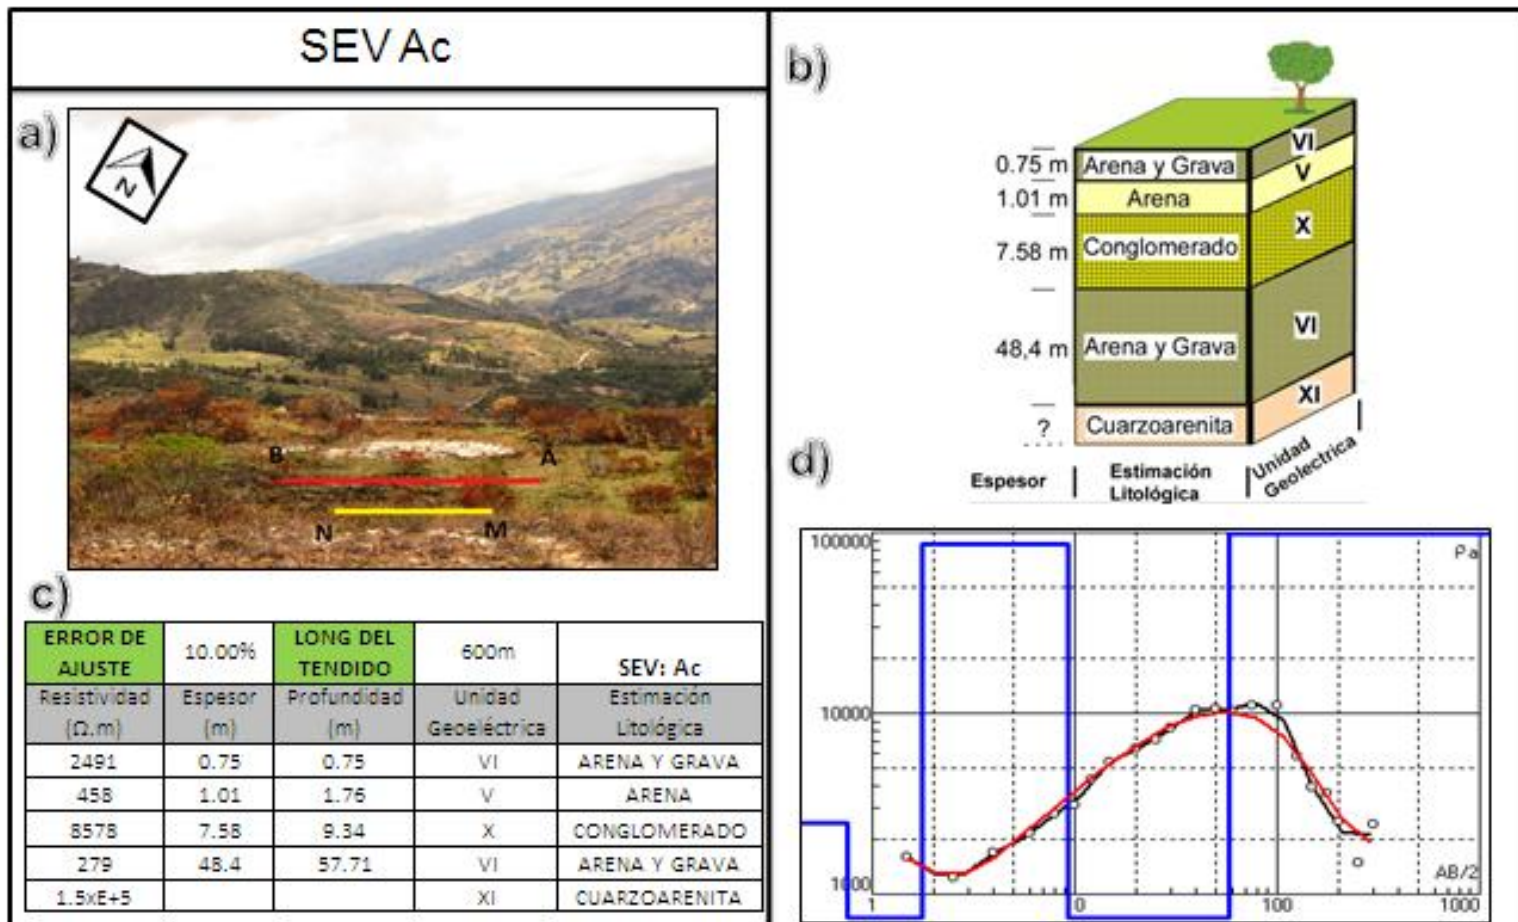 SEV Ac
a)
N
B
A
N
M
b)
0.75 m Arena y Grava VI
1.01 m Arena V
7.58 m Conglomerado X
48,4 m Arena y Grava VI
? Cuarzoarenita XI
Espesor | Estimación Litológica | Unidad Geolectrica
c)
ERROR DE AJUSTE 10.00% LONG DEL TENDIDO 600m SEV: Ac
Resistividad (Ω.m) Espesor (m) Profundidad (m) Unidad Geoeléctrica Estimación Litológica
2491 0.75 0.75 VI ARENA Y GRAVA
458 1.01 1.76 V ARENA
8578 7.58 9.34 X CONGLOMERADO
279 48.4 57.71 VI ARENA Y GRAVA
1.5xE+5 XI CUARZOARENITA
d)
100000
Pa
10000
1000
AB/2
1 0 100 1000